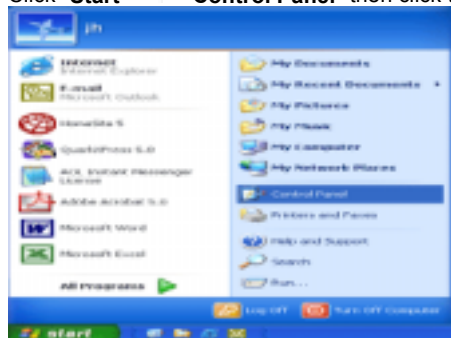 Click "Start" "Control Panel" then click
jlh
Internet
Internet Explorer
E-mail
Microsoft Outlook
HomeSite 5
QuarkXPress 5.0
AOL Instant Messenger
License
Adobe Acrobat 5.0
Microsoft Word
Microsoft Excel
All Programs
My Documents
My Recent Documents
My Pictures
My Music
My Computer
My Network Places
Control Panel
Printers and Faxes
Help and Support
Search
Run...
Log Off
Turn Off Computer
start